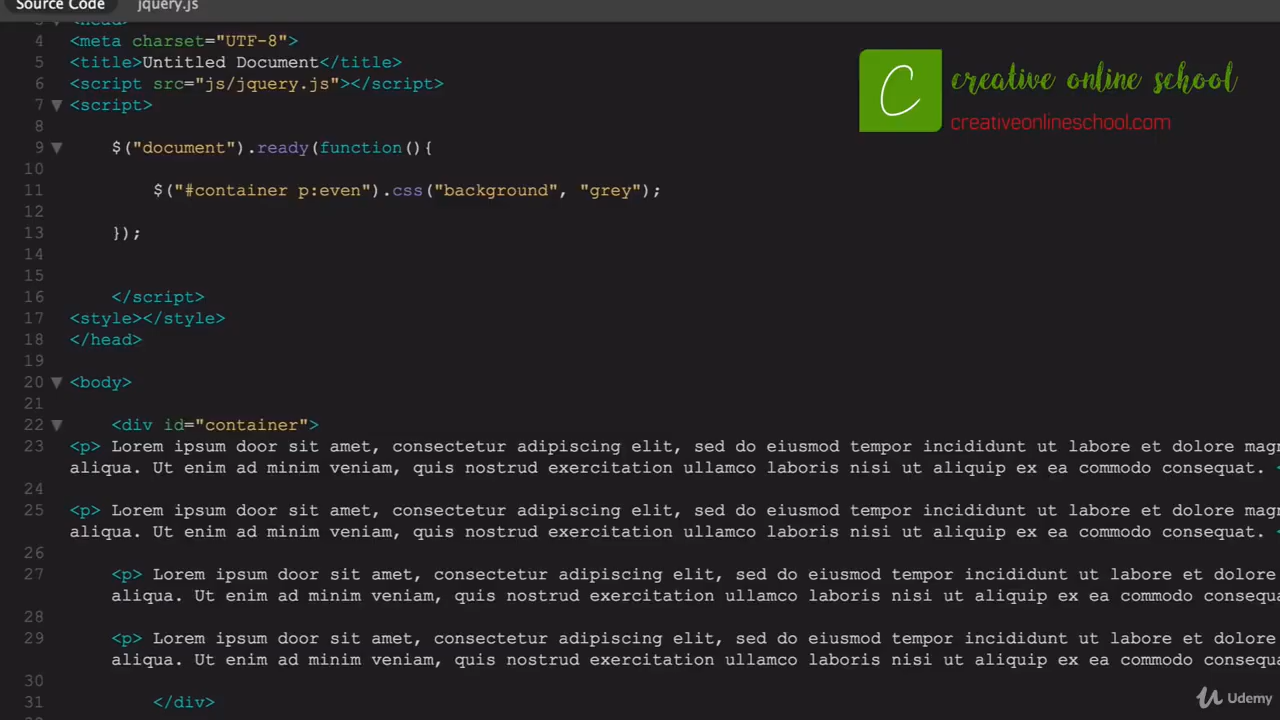 Source Code jquery.js
3 <head>
4 <meta charset="UTF-8">
5 <title>Untitled Document</title>
6 <script src="js/jquery.js"></script>
7 <script>
8
9 $("document").ready(function(){
10
11 $("#container p:even").css("background", "grey");
12
13 });
14
15
16 </script>
17 <style></style>
18 </head>
19
20 <body>
21
22 <div id="container">
23 <p> Lorem ipsum door sit amet, consectetur adipiscing elit, sed do eiusmod tempor incididunt ut labore et dolore mag
aliqua. Ut enim ad minim veniam, quis nostrud exercitation ullamco laboris nisi ut aliquip ex ea commodo consequat. <
24
25 <p> Lorem ipsum door sit amet, consectetur adipiscing elit, sed do eiusmod tempor incididunt ut labore et dolore mag
aliqua. Ut enim ad minim veniam, quis nostrud exercitation ullamco laboris nisi ut aliquip ex ea commodo consequat. <
26
27 <p> Lorem ipsum door sit amet, consectetur adipiscing elit, sed do eiusmod tempor incididunt ut labore et dolore
aliqua. Ut enim ad minim veniam, quis nostrud exercitation ullamco laboris nisi ut aliquip ex ea commodo consequa
28
29 <p> Lorem ipsum door sit amet, consectetur adipiscing elit, sed do eiusmod tempor incididunt ut labore et dolore
aliqua. Ut enim ad minim veniam, quis nostrud exercitation ullamco laboris nisi ut aliquip ex ea commodo consequa
30
31 </div>
C creative online school
creativeonlineschool.com
Udemy